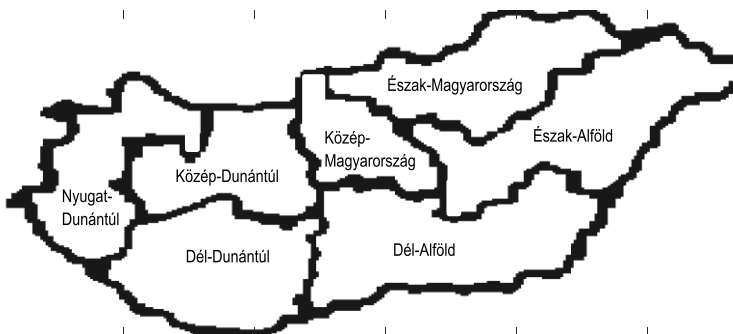 Észak-Magyarország
Észak-Alföld
Közép-
Magyarország
Közép-Dunántúl
Nyugat-
Dunántúl
Dél-Dunántúl
Dél-Alföld